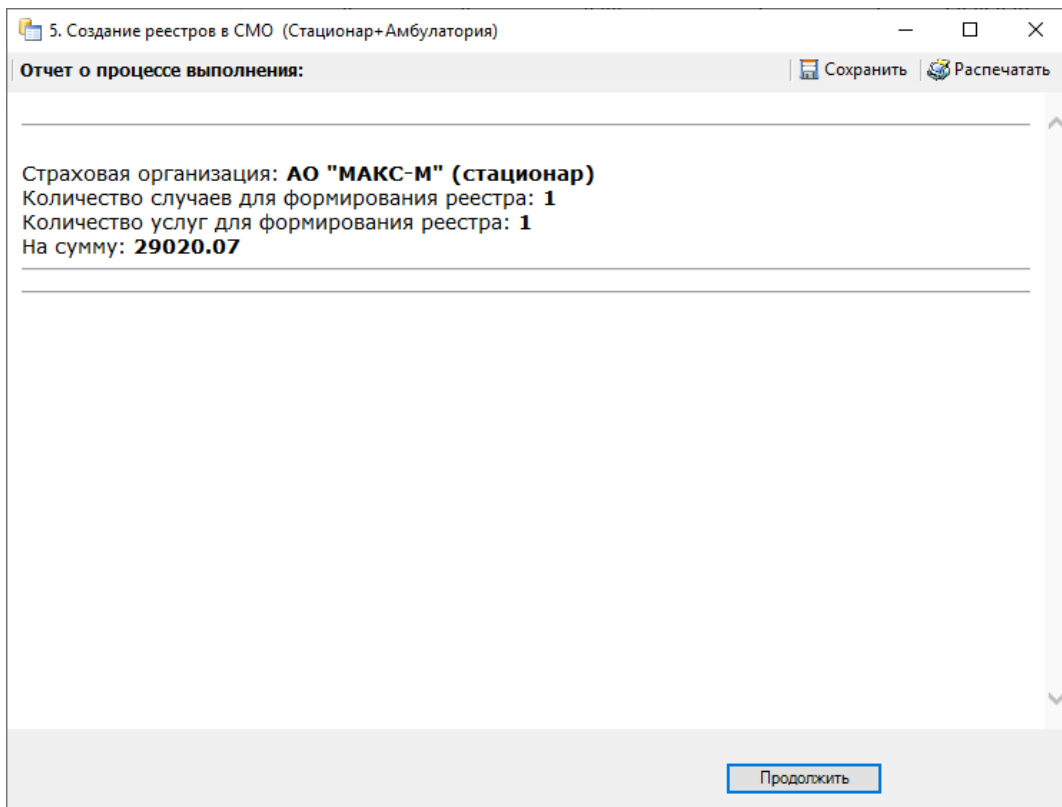 5. Создание реестров в СМО (Стационар+Амбулатория)
Отчет о процессе выполнения:
Сохранить
Распечатать
Страховая организация: АО "МАКС-М" (стационар)
Количество случаев для формирования реестра: 1
Количество услуг для формирования реестра: 1
На сумму: 29020.07
Продолжить